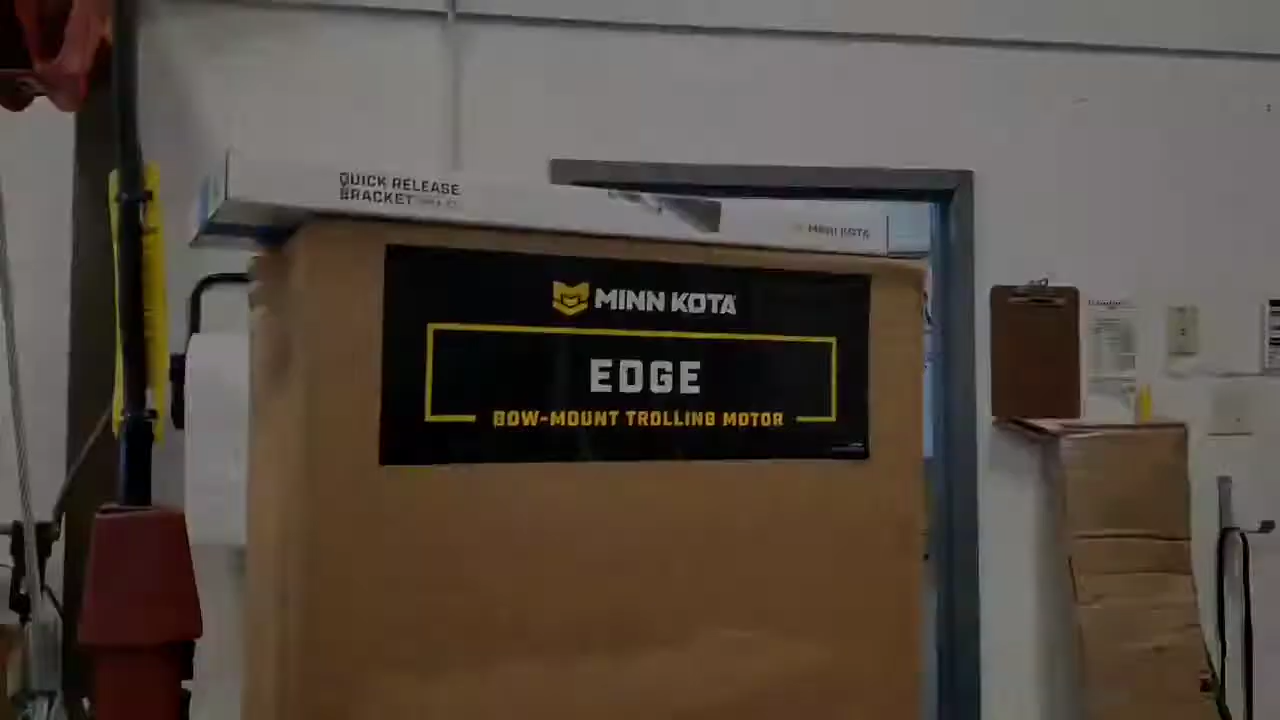 QUICK RELEASE
BRACKET
MINN KOTA
MINN KOTA
EDGE
BOW-MOUNT TROLLING MOTOR